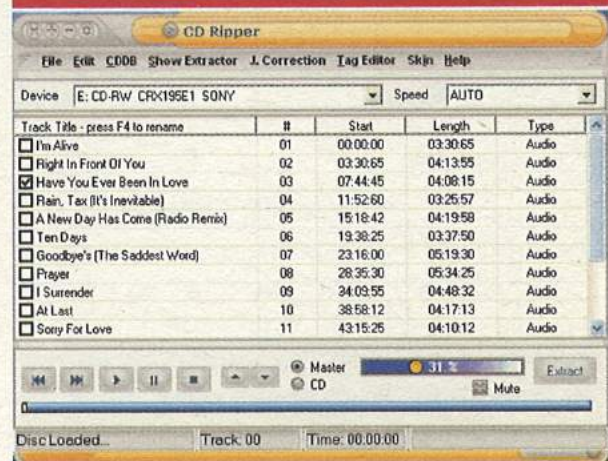 CD Ripper
File Edit CDDB Show Extractor J. Correction Tag Editor Skin Help
Device E: CD-RW CRX195E1 SONY Speed AUTO
Track Title - press F4 to rename # Start Length Type
I'm Alive 01 00:00:00 03:30:65 Audio
Right In Front Of You 02 03:30:65 04:13:55 Audio
Have You Ever Been In Love 03 07:44:45 04:08:15 Audio
Rain, Tax (It's Inevitable) 04 11:52:60 03:25:57 Audio
A New Day Has Come (Radio Remix) 05 15:18:42 04:19:58 Audio
Ten Days 06 19:38:25 03:37:50 Audio
Goodbye's (The Saddest Word) 07 23:16:00 05:19:30 Audio
Prayer 08 28:35:30 05:34:25 Audio
I Surrender 09 34:09:55 04:48:32 Audio
At Last 10 38:58:12 04:17:13 Audio
Sorry For Love 11 43:15:25 04:10:12 Audio
Master 31 % Extract
CD Mute
Disc Loaded... Track: 00 Time: 00:00:00